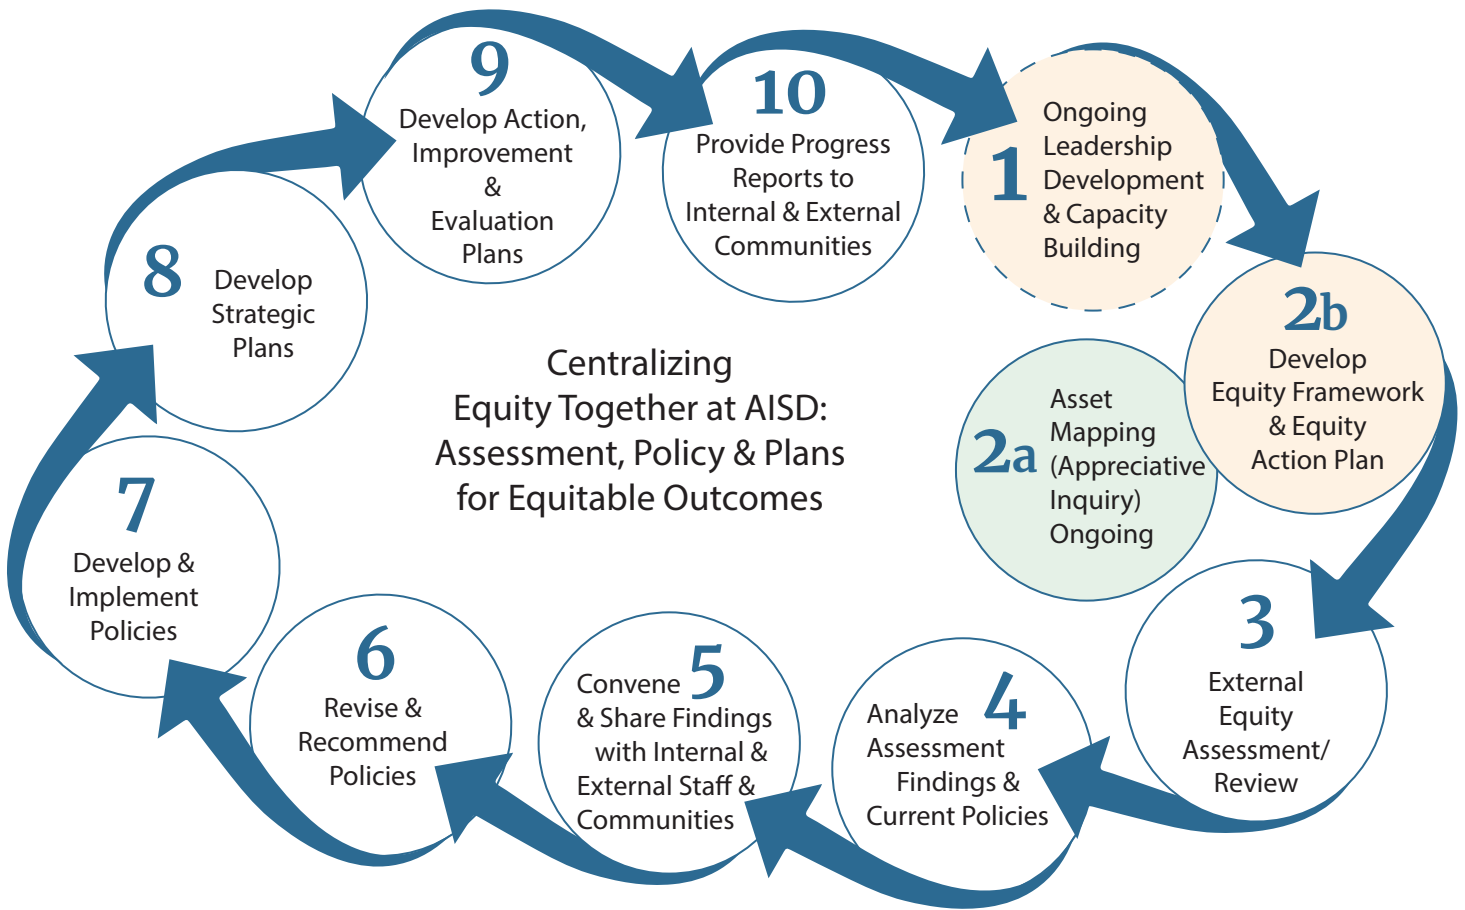 1
Ongoing
Leadership
Development
& Capacity
Building
2b
Develop
Equity Framework
& Equity
Action Plan
2a
Asset
Mapping
(Appreciative
Inquiry)
Ongoing
3
External
Equity
Assessment/
Review
4
Analyze
Assessment
Findings &
Current Policies
5
Convene
& Share Findings
with Internal &
External Staff &
Communities
6
Revise &
Recommend
Policies
7
Develop &
Implement
Policies
8
Develop
Strategic
Plans
9
Develop Action,
Improvement
&
Evaluation
Plans
10
Provide Progress
Reports to
Internal & External
Communities
Centralizing
Equity Together at AISD:
Assessment, Policy & Plans
for Equitable Outcomes